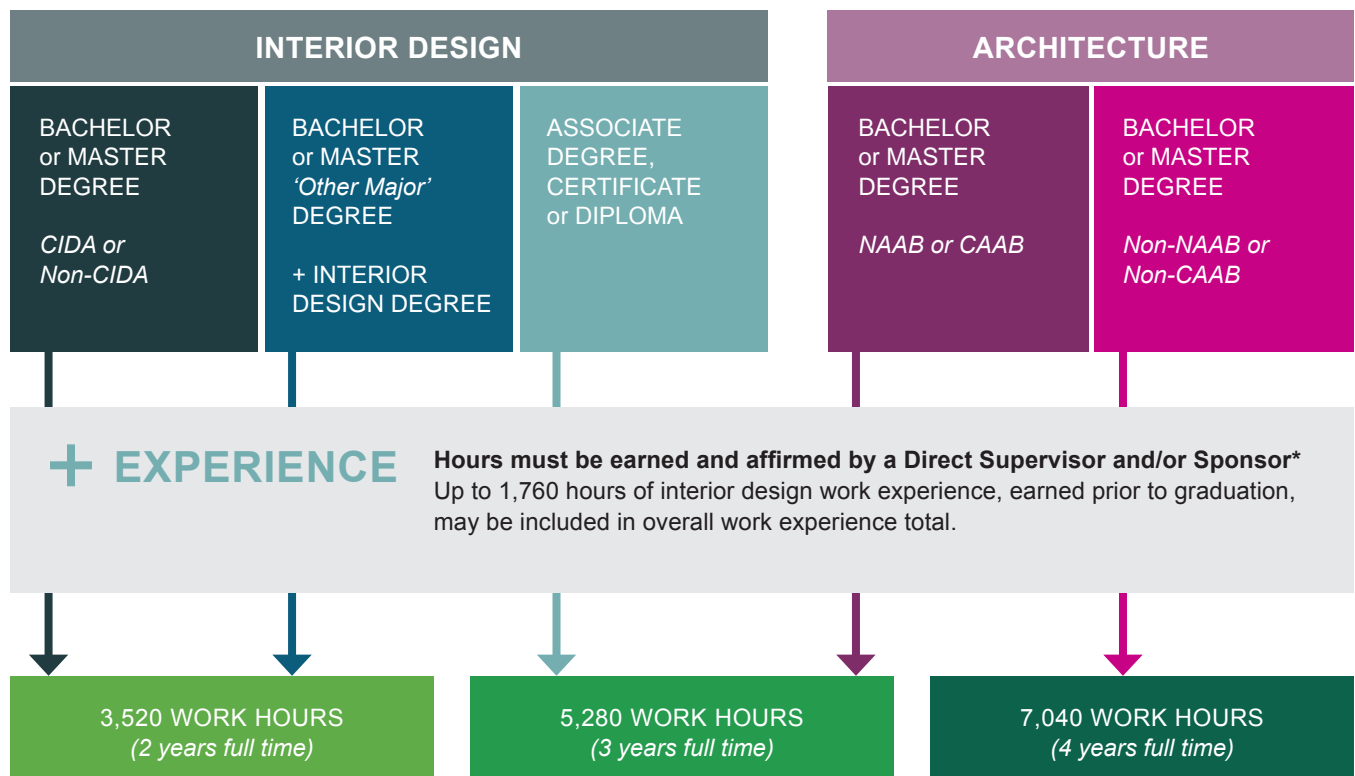 INTERIOR DESIGN
BACHELOR
or MASTER
DEGREE
CIDA or
Non-CIDA
BACHELOR
or MASTER
'Other Major'
DEGREE
+ INTERIOR
DESIGN DEGREE
ASSOCIATE
DEGREE,
CERTIFICATE
or DIPLOMA
ARCHITECTURE
BACHELOR
or MASTER
DEGREE
NAAB or CAAB
BACHELOR
or MASTER
DEGREE
Non-NAAB or
Non-CAAB
+ EXPERIENCE
Hours must be earned and affirmed by a Direct Supervisor and/or Sponsor*
Up to 1,760 hours of interior design work experience, earned prior to graduation,
may be included in overall work experience total.
3,520 WORK HOURS
(2 years full time)
5,280 WORK HOURS
(3 years full time)
7,040 WORK HOURS
(4 years full time)